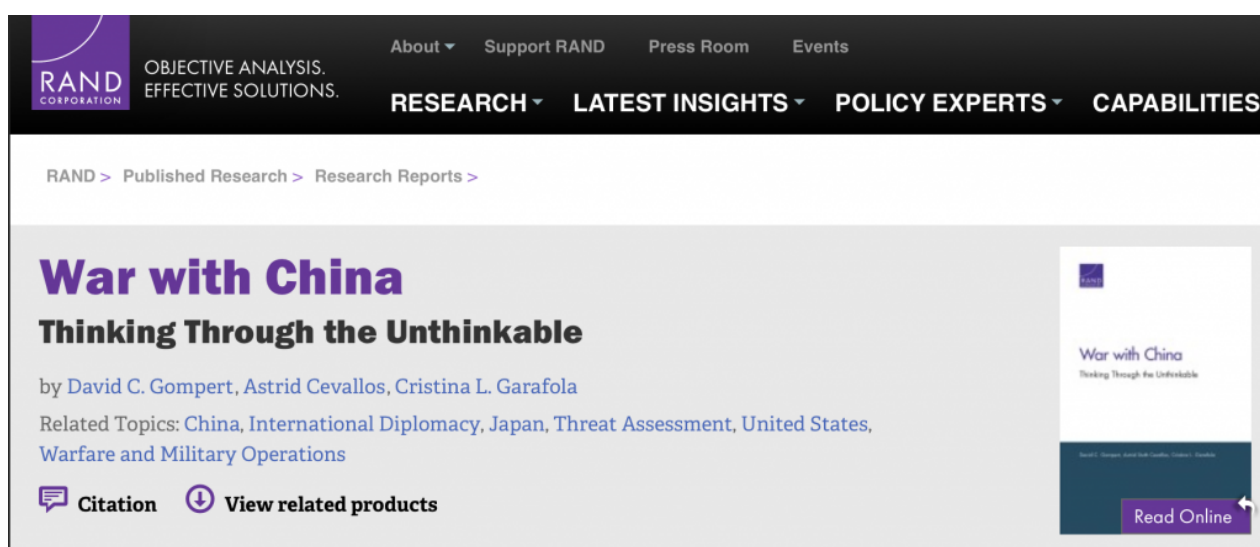 About Support RAND Press Room Events
RAND
CORPORATION
OBJECTIVE ANALYSIS.
EFFECTIVE SOLUTIONS.
RESEARCH LATEST INSIGHTS POLICY EXPERTS CAPABILITIES
RAND > Published Research > Research Reports >
War with China
Thinking Through the Unthinkable
by David C. Gompert, Astrid Cevallos, Cristina L. Garafola
Related Topics: China, International Diplomacy, Japan, Threat Assessment, United States,
Warfare and Military Operations
Citation View related products
RAND
War with China
Thinking Through the Unthinkable
Read Online